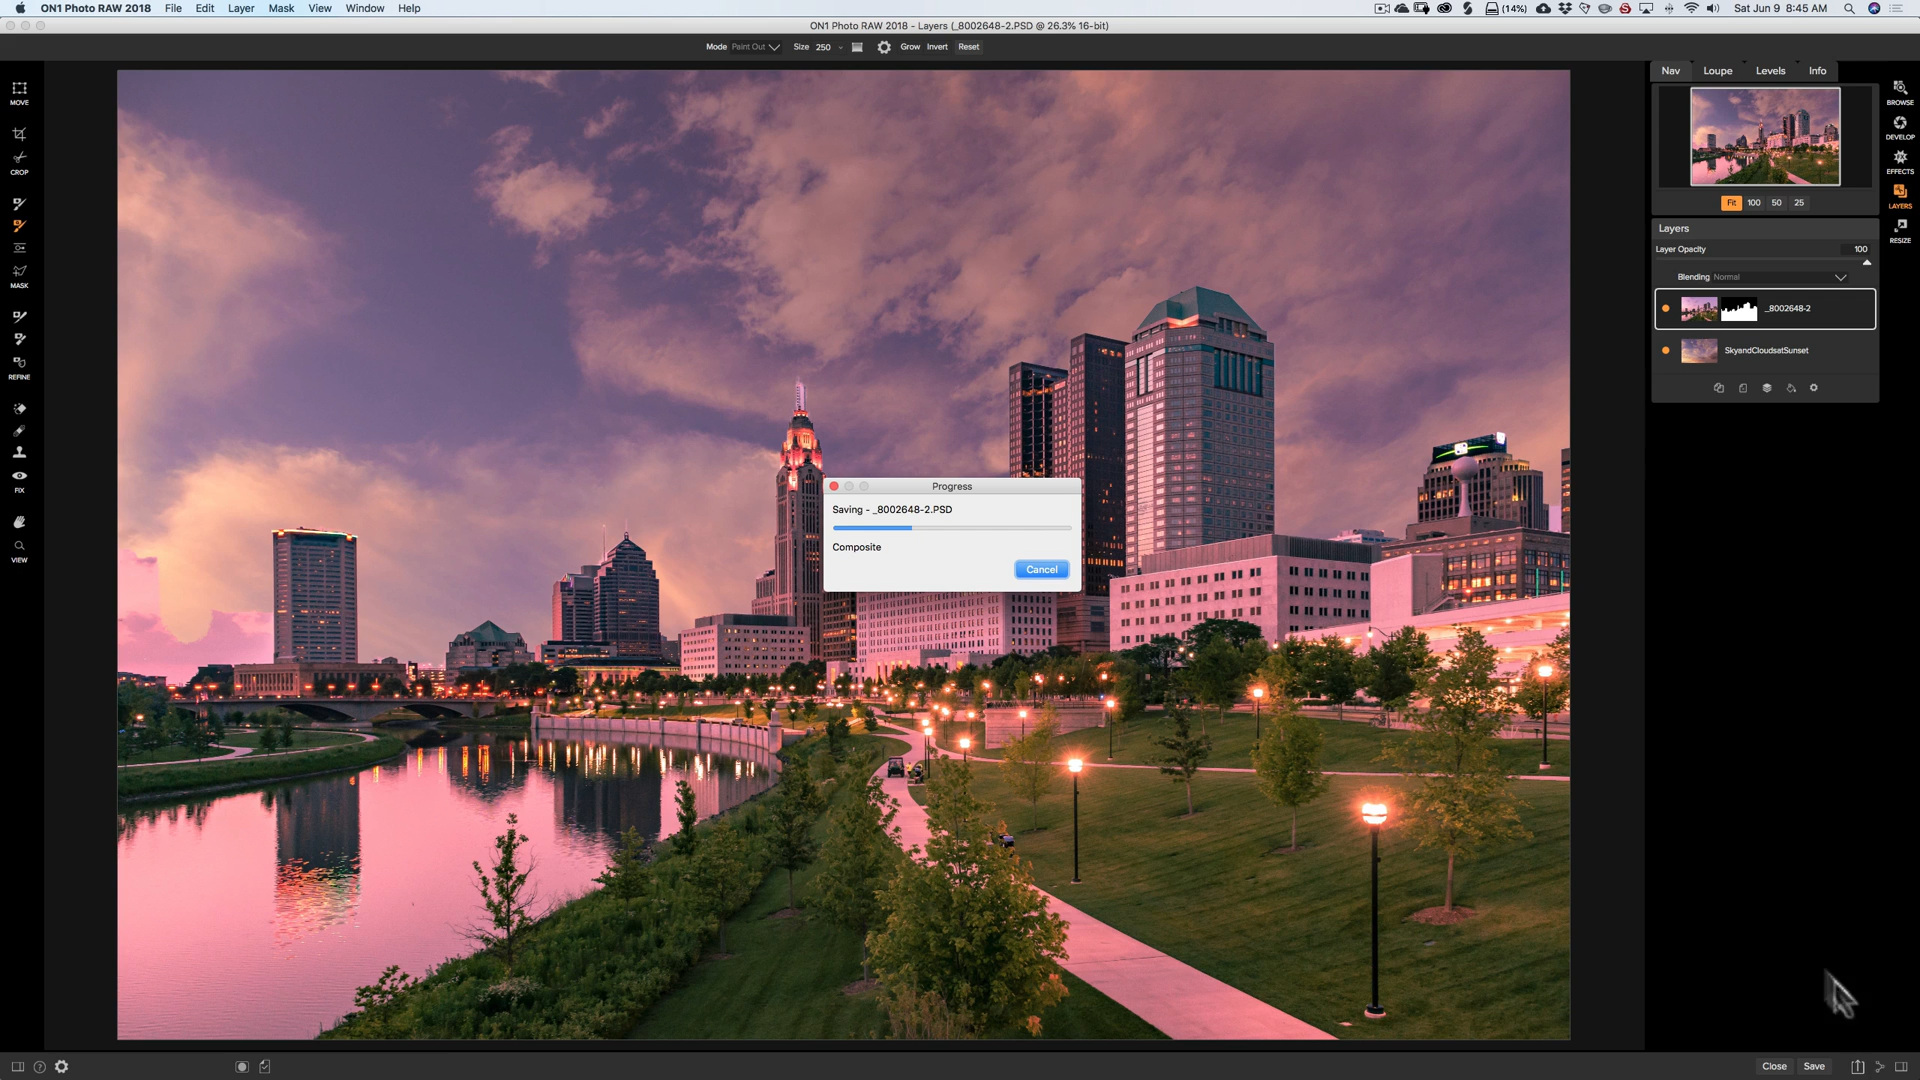 ON1 Photo RAW 2018 File Edit Layer Mask View Window Help (14%) Sat Jun 9 8:45 AM
ON1 Photo RAW 2018 - Layers (_8002648-2.PSD @ 26.3% 16-bit)
Mode Paint Out Size 250 Grow Invert Reset
MOVE
CROP
MASK
REFINE
FIX
VIEW
Progress
Saving - _8002648-2.PSD
Composite
Cancel
Nav Loupe Levels Info
Fit 100 50 25
Layers
Layer Opacity 100
Blending Normal
_8002648-2
SkyandCloudsatSunset
BROWSE
DEVELOP
EFFECTS
LAYERS
RESIZE
Close Save